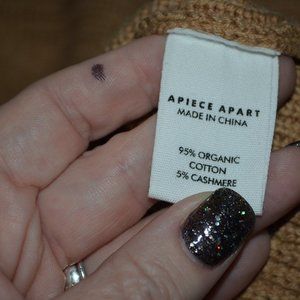 APIECE APART
MADE IN CHINA
95% ORGANIC
COTTON
5% CASHMERE